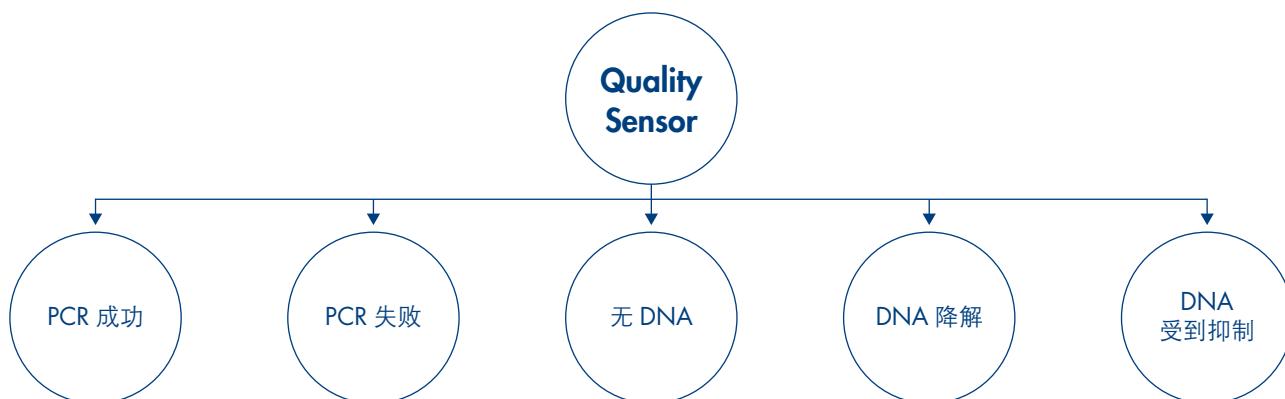 Quality
Sensor
PCR 成功
PCR 失败
无 DNA
DNA 降解
DNA
受到抑制